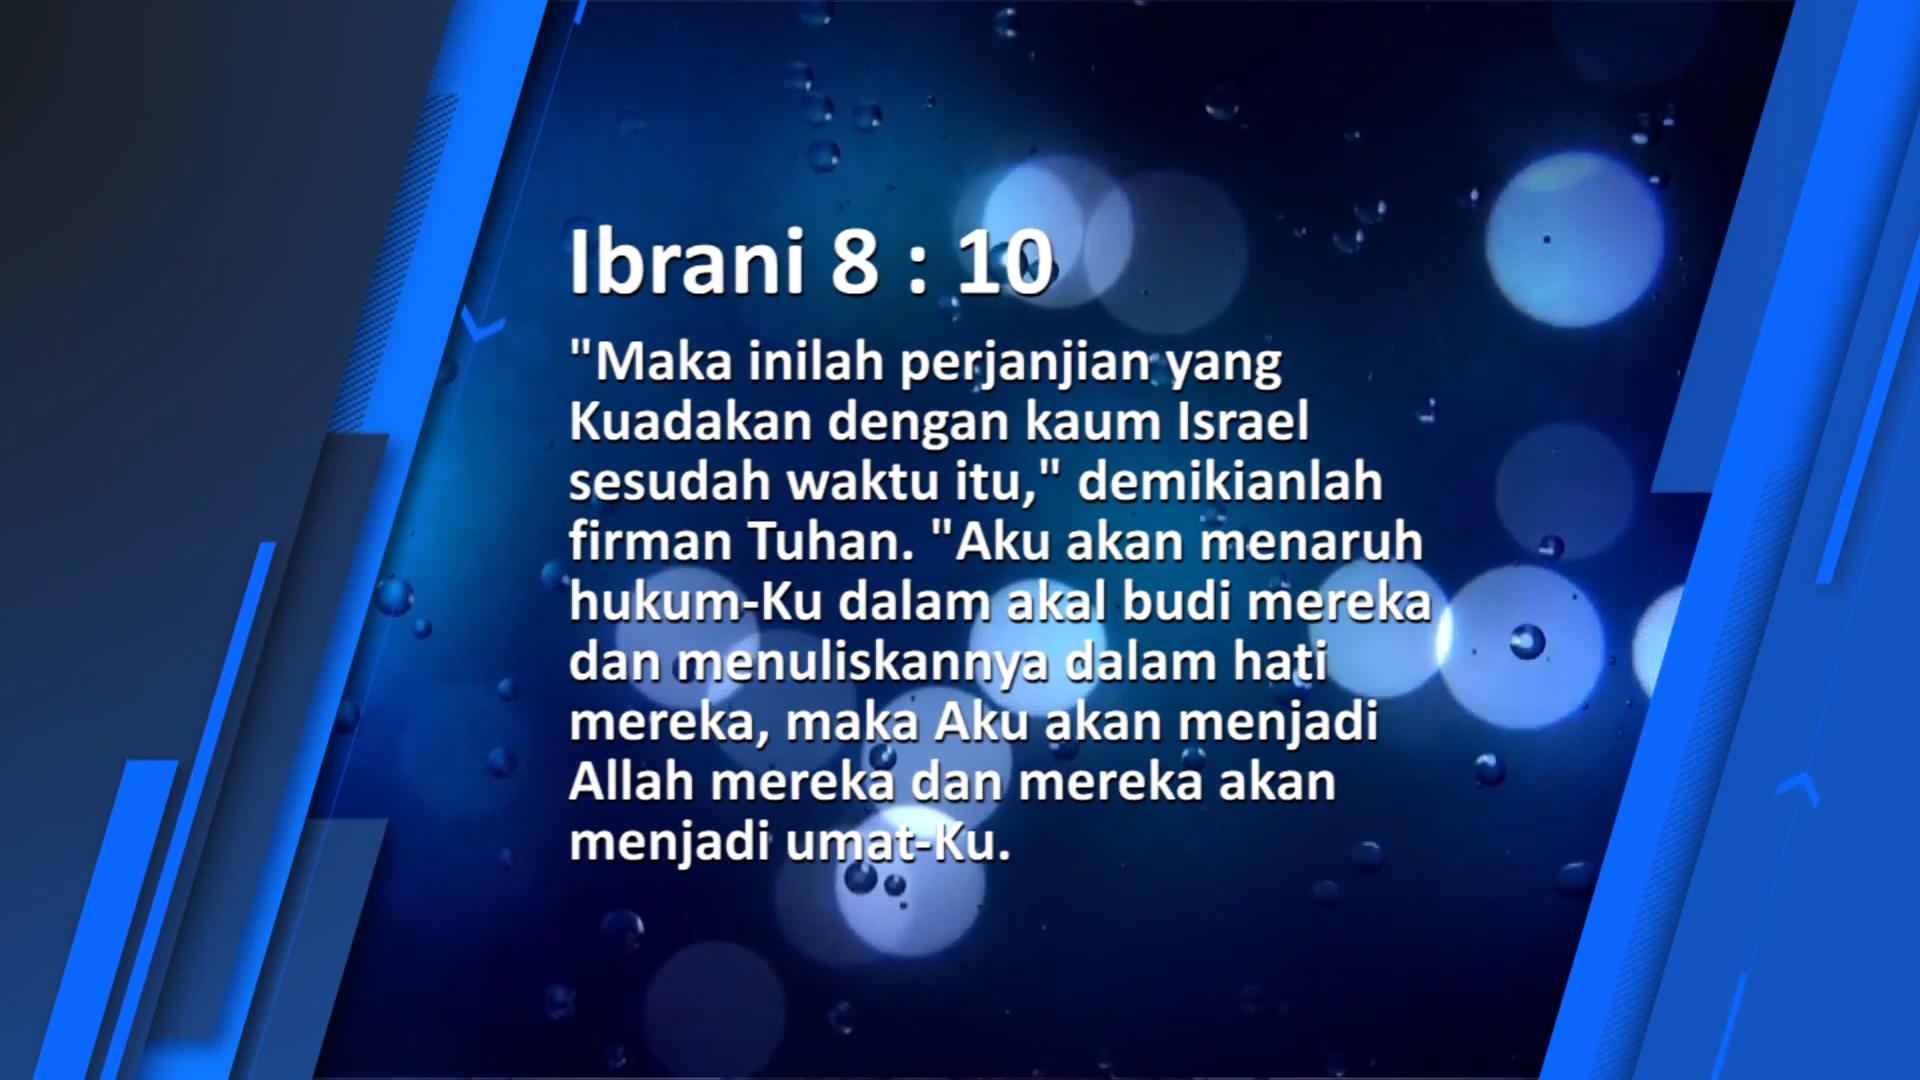 Ibrani 8 : 10
"Maka inilah perjanjian yang
Kuadakan dengan kaum Israel
sesudah waktu itu," demikianlah
firman Tuhan. "Aku akan menaruh
hukum-Ku dalam akal budi mereka
dan menuliskannya dalam hati
mereka, maka Aku akan menjadi
Allah mereka dan mereka akan
menjadi umat-Ku.